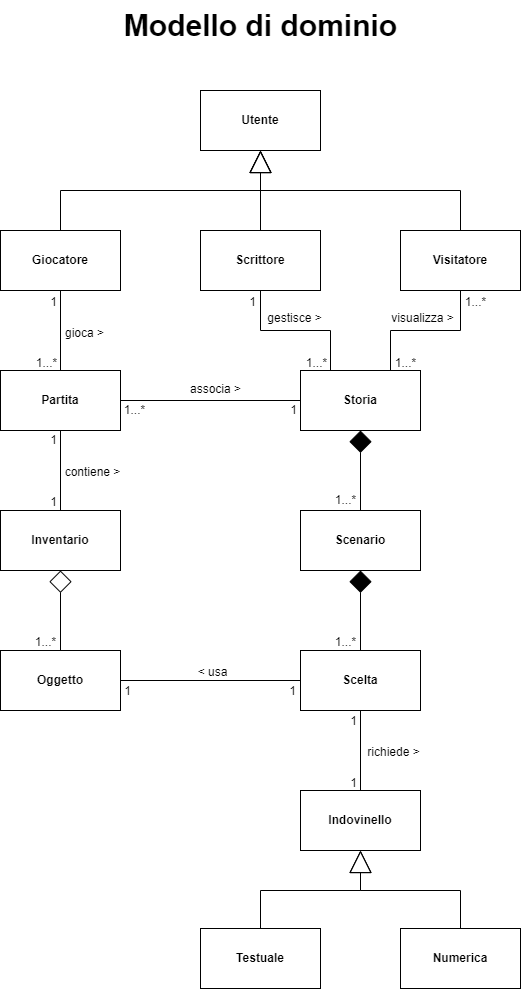 Modello di dominio
Utente
Giocatore
Scrittore
Visitatore
1
1
1...*
gioca >
gestisce >
visualizza >
1...*
1...*
1...*
Partita
associa >
Storia
1...*
1
1
contiene >
1
1...*
Inventario
Scenario
1...*
1...*
Oggetto
< usa
Scelta
1
1
1
richiede >
1
Indovinello
Testuale
Numerica